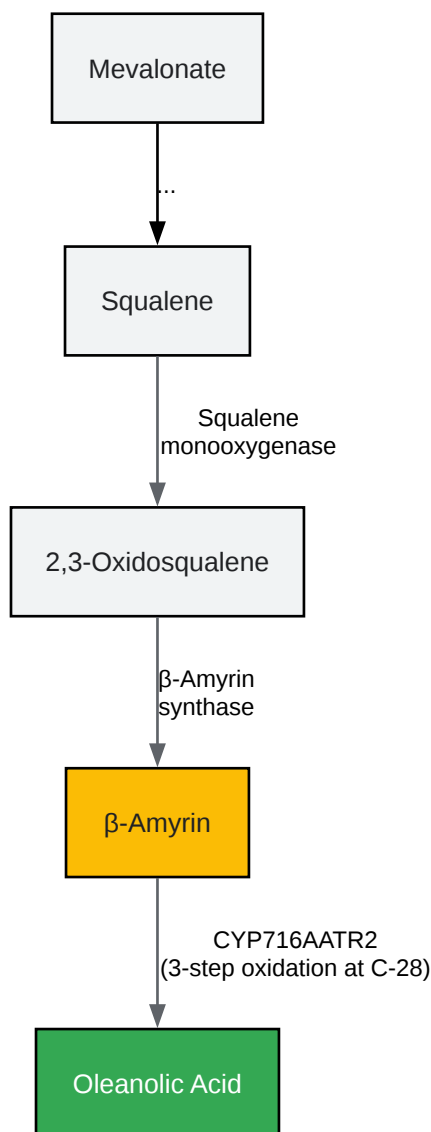 Mevalonate
...
Squalene
Squalene
monooxygenase
2,3-Oxidosqualene
β-Amyrin
synthase
β-Amyrin
CYP716AATR2
(3-step oxidation at C-28)
Oleanolic Acid